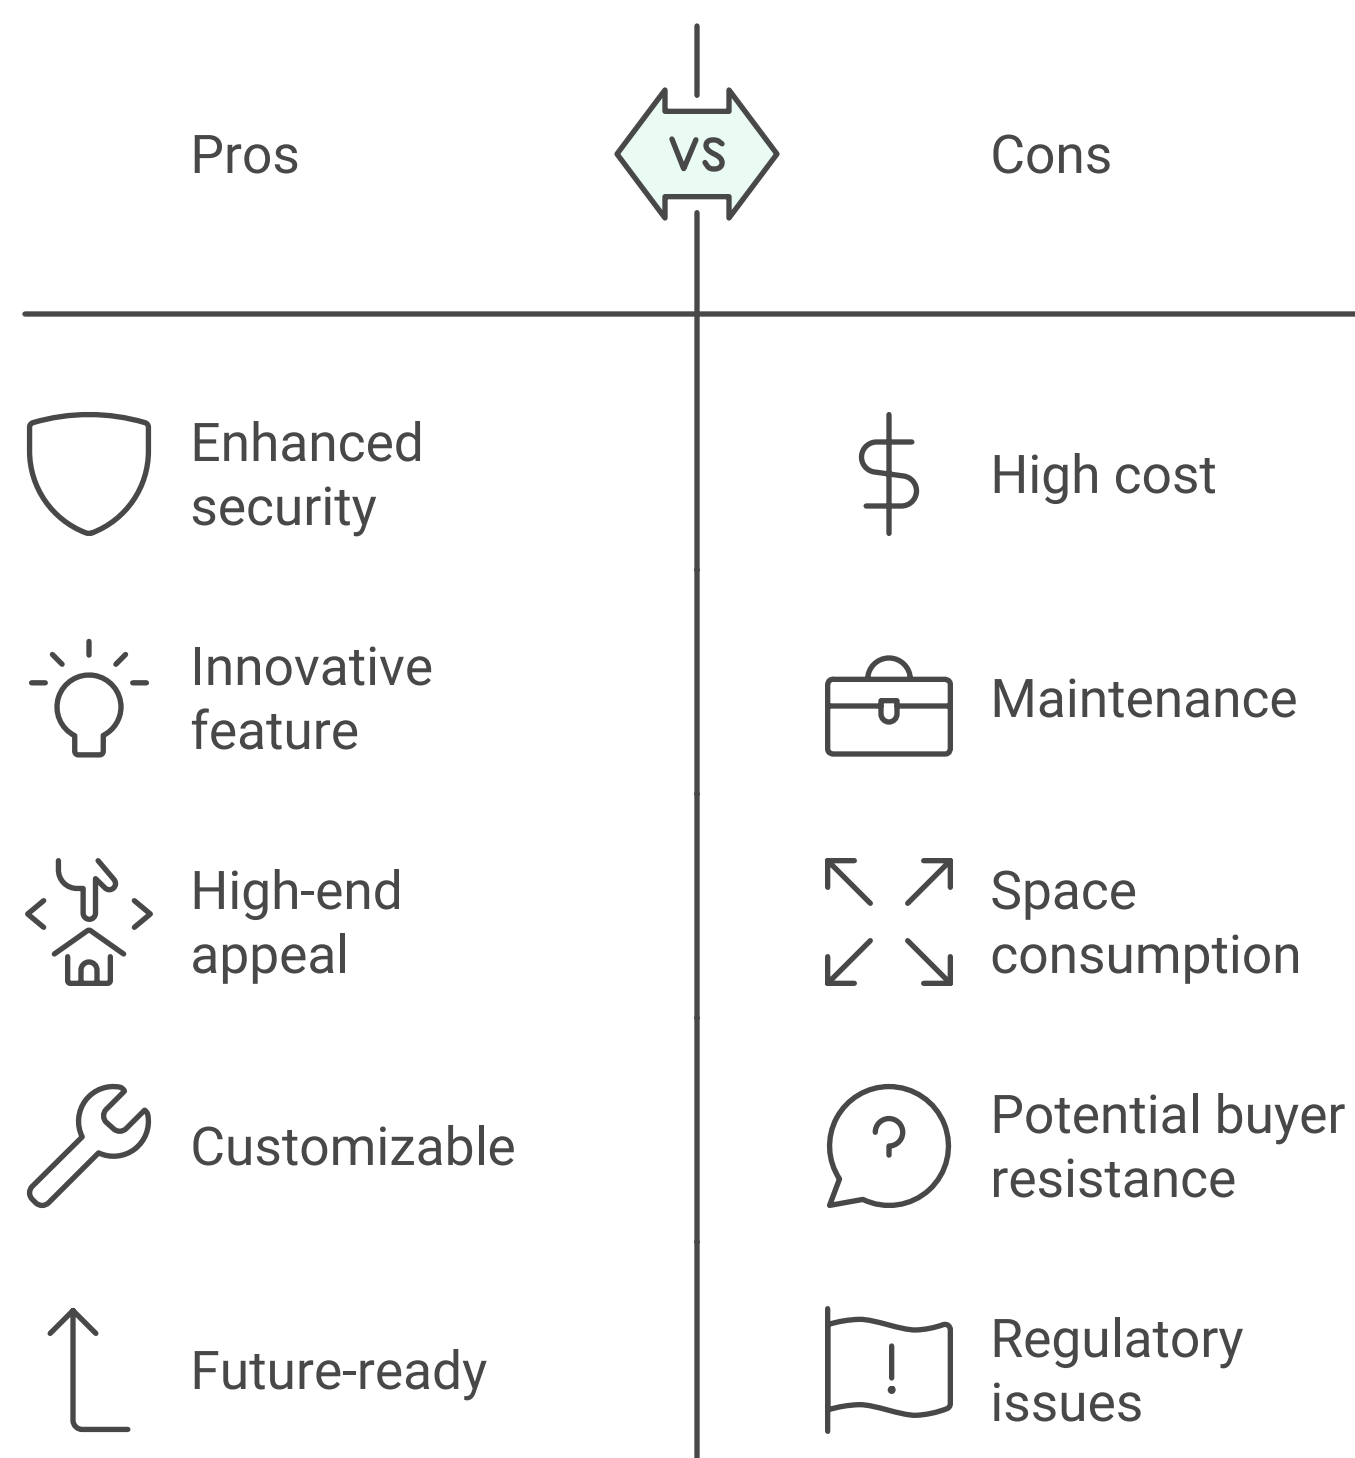 Pros
VS
Cons
Enhanced
security
High cost
Innovative
feature
Maintenance
High-end
appeal
Space
consumption
Customizable
Potential buyer
resistance
Future-ready
Regulatory
issues